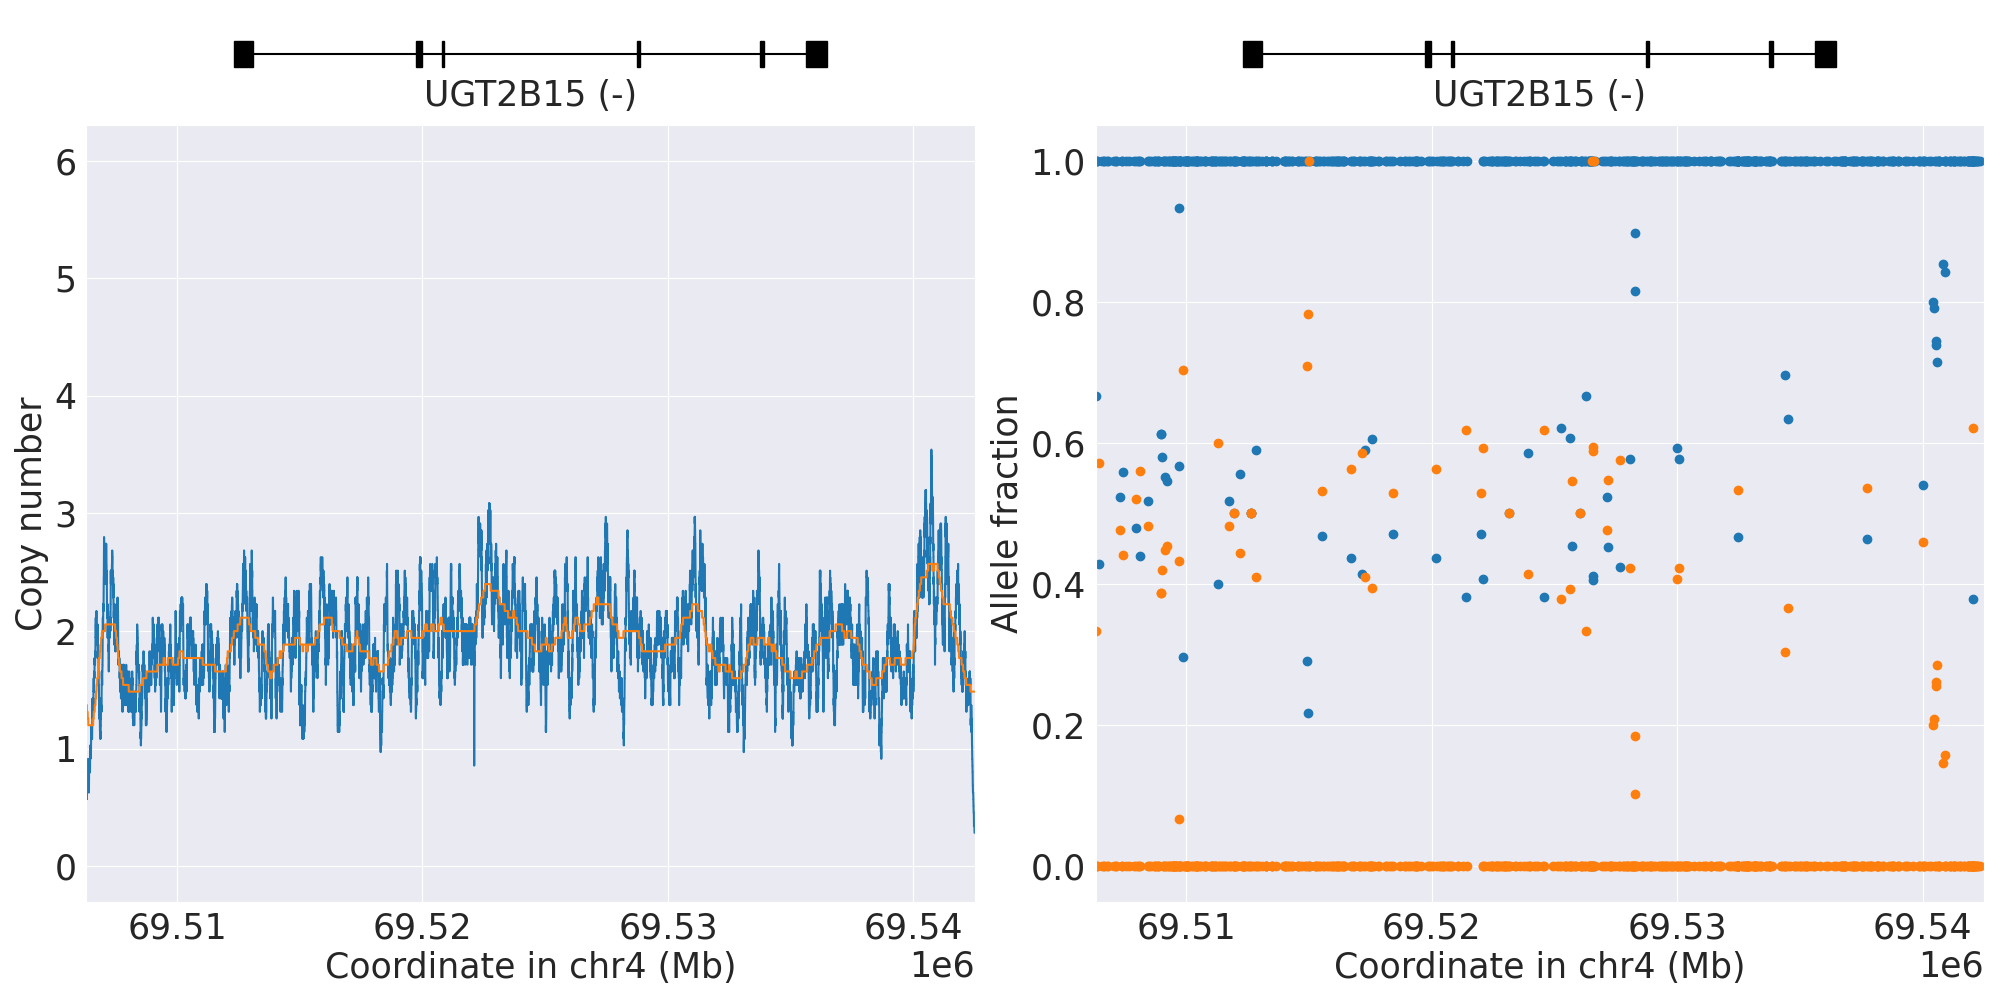 UGT2B15 (-)
6
5
4
3
2
1
0
Copy number
69.51 69.52 69.53 69.54
Coordinate in chr4 (Mb) 1e6
UGT2B15 (-)
1.0
0.8
0.6
0.4
0.2
0.0
Allele fraction
69.51 69.52 69.53 69.54
Coordinate in chr4 (Mb) 1e6